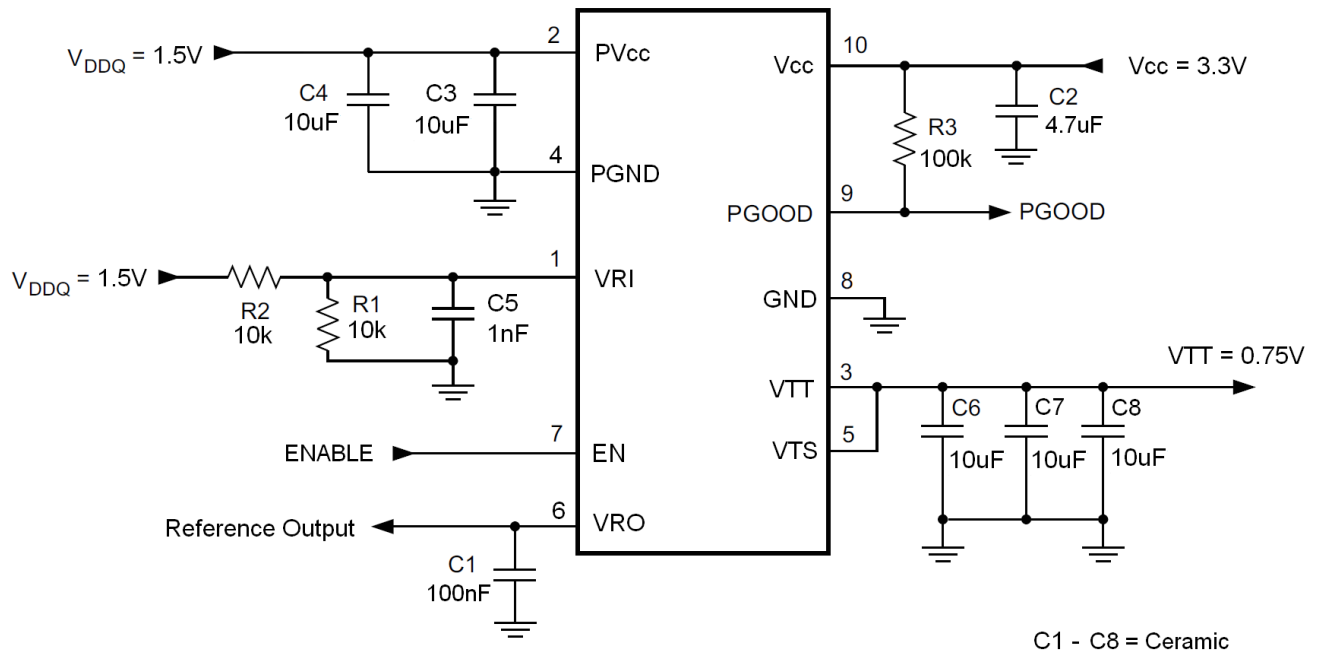 V_DDQ = 1.5V
2
PVcc
C4
10uF
C3
10uF
4
PGND
V_DDQ = 1.5V
R2
10k
R1
10k
C5
1nF
1
VRI
ENABLE
7
EN
Reference Output
6
VRO
C1
100nF
Vcc
10
Vcc = 3.3V
R3
100k
C2
4.7uF
PGOOD
9
PGOOD
GND
8
VTT = 0.75V
VTT
3
VTS
5
C6
10uF
C7
10uF
C8
10uF
C1 - C8 = Ceramic